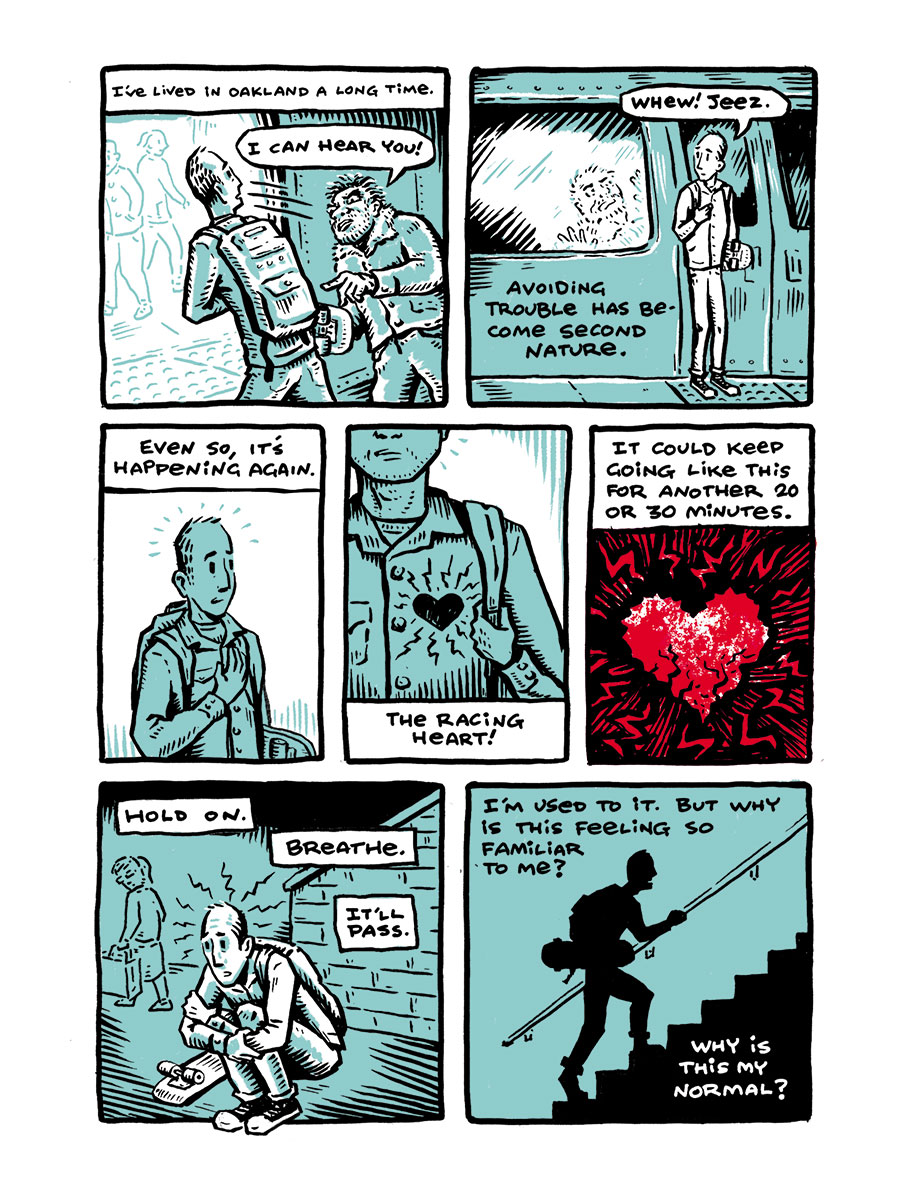 I've lived in Oakland a long time.
I can hear you!
Whew! Jeez.
Avoiding
trouble has be-
come second
nature.
Even so, it's
happening again.
The racing
heart!
It could keep
going like this
for another 20
or 30 minutes.
Hold on.
Breathe.
It'll
pass.
I'm used to it. But why
is this feeling so
familiar
to me?
Why is
this my
normal?